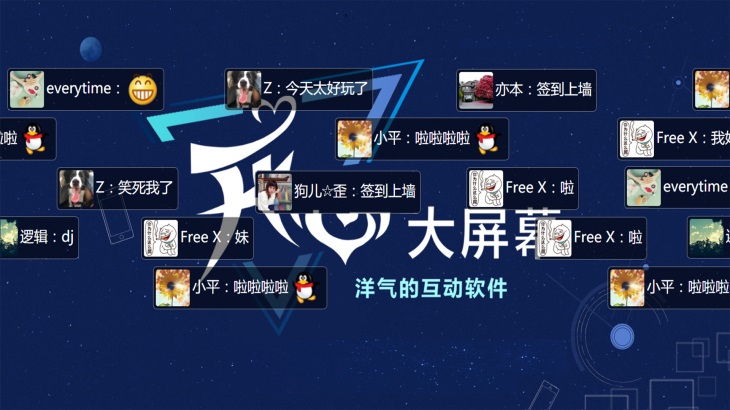 everytime：
Z：今天太好玩了
亦本：签到上墙
啦
小平：啦啦啦啦
Free X：我
Z：笑死我了
狗儿☆歪：签到上墙
Free X：啦
everytime
逻辑：dj
Free X：妹
大屏幕
Free X：啦
小平：啦啦啦啦
洋气的互动软件
小平：啦啦啦